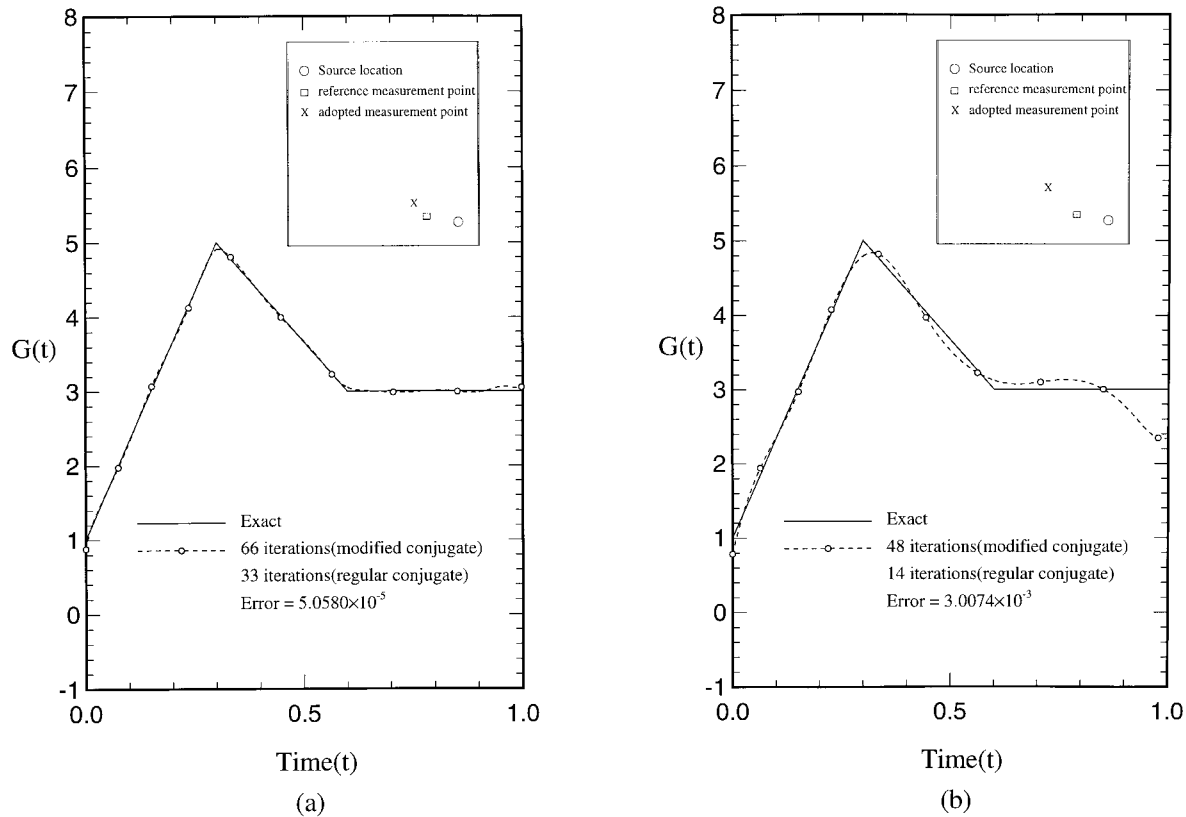 8
7
6
5
4
3
2
1
0
-1
G(t)
Source location
reference measurement point
X adopted measurement point
X
Exact
66 iterations(modified conjugate)
33 iterations(regular conjugate)
Error = 5.0580×10⁻⁵
0.0 0.5 1.0
Time(t)
(a)
8
7
6
5
4
3
2
1
0
-1
G(t)
Source location
reference measurement point
X adopted measurement point
X
Exact
48 iterations(modified conjugate)
14 iterations(regular conjugate)
Error = 3.0074×10⁻³
0.0 0.5 1.0
Time(t)
(b)